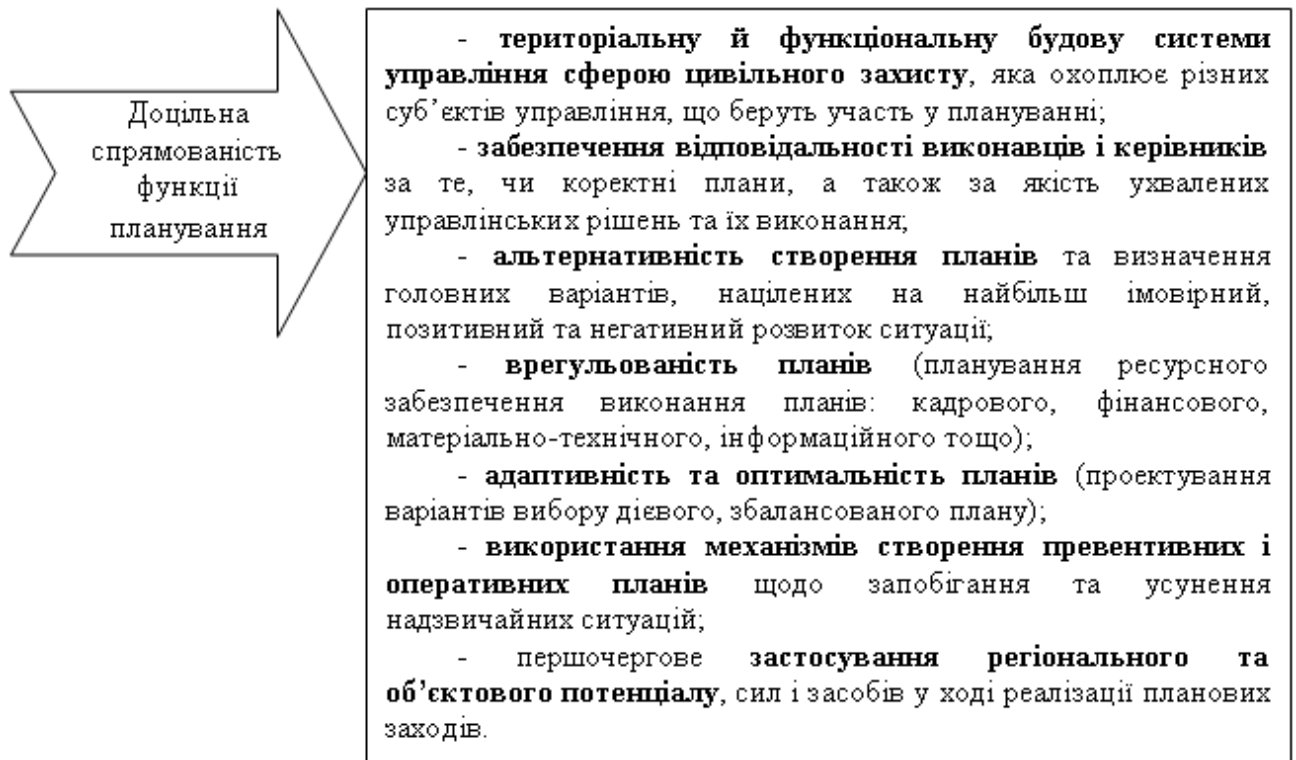 Доцільна
спрямованість
функції
планування
- територіальну й функціональну будову системи
управління сферою цивільного захисту, яка охоплює різних
суб’єктів управління, що беруть участь у плануванні;
- забезпечення відповідальності виконавців і керівників
за те, чи коректні плани, а також за якість ухвалених
управлінських рішень та їх виконання;
- альтернативність створення планів та визначення
головних варіантів, націлених на найбільш імовірний,
позитивний та негативний розвиток ситуації;
- врегульованість планів (планування ресурсного
забезпечення виконання планів: кадрового, фінансового,
матеріально-технічного, інформаційного тощо);
- адаптивність та оптимальність планів (проектування
варіантів вибору дієвого, збалансованого плану);
- використання механізмів створення превентивних і
оперативних планів щодо запобігання та усунення
надзвичайних ситуацій;
- першочергове застосування регіонального та
об’єктового потенціалу, сил і засобів у ході реалізації планових
заходів.